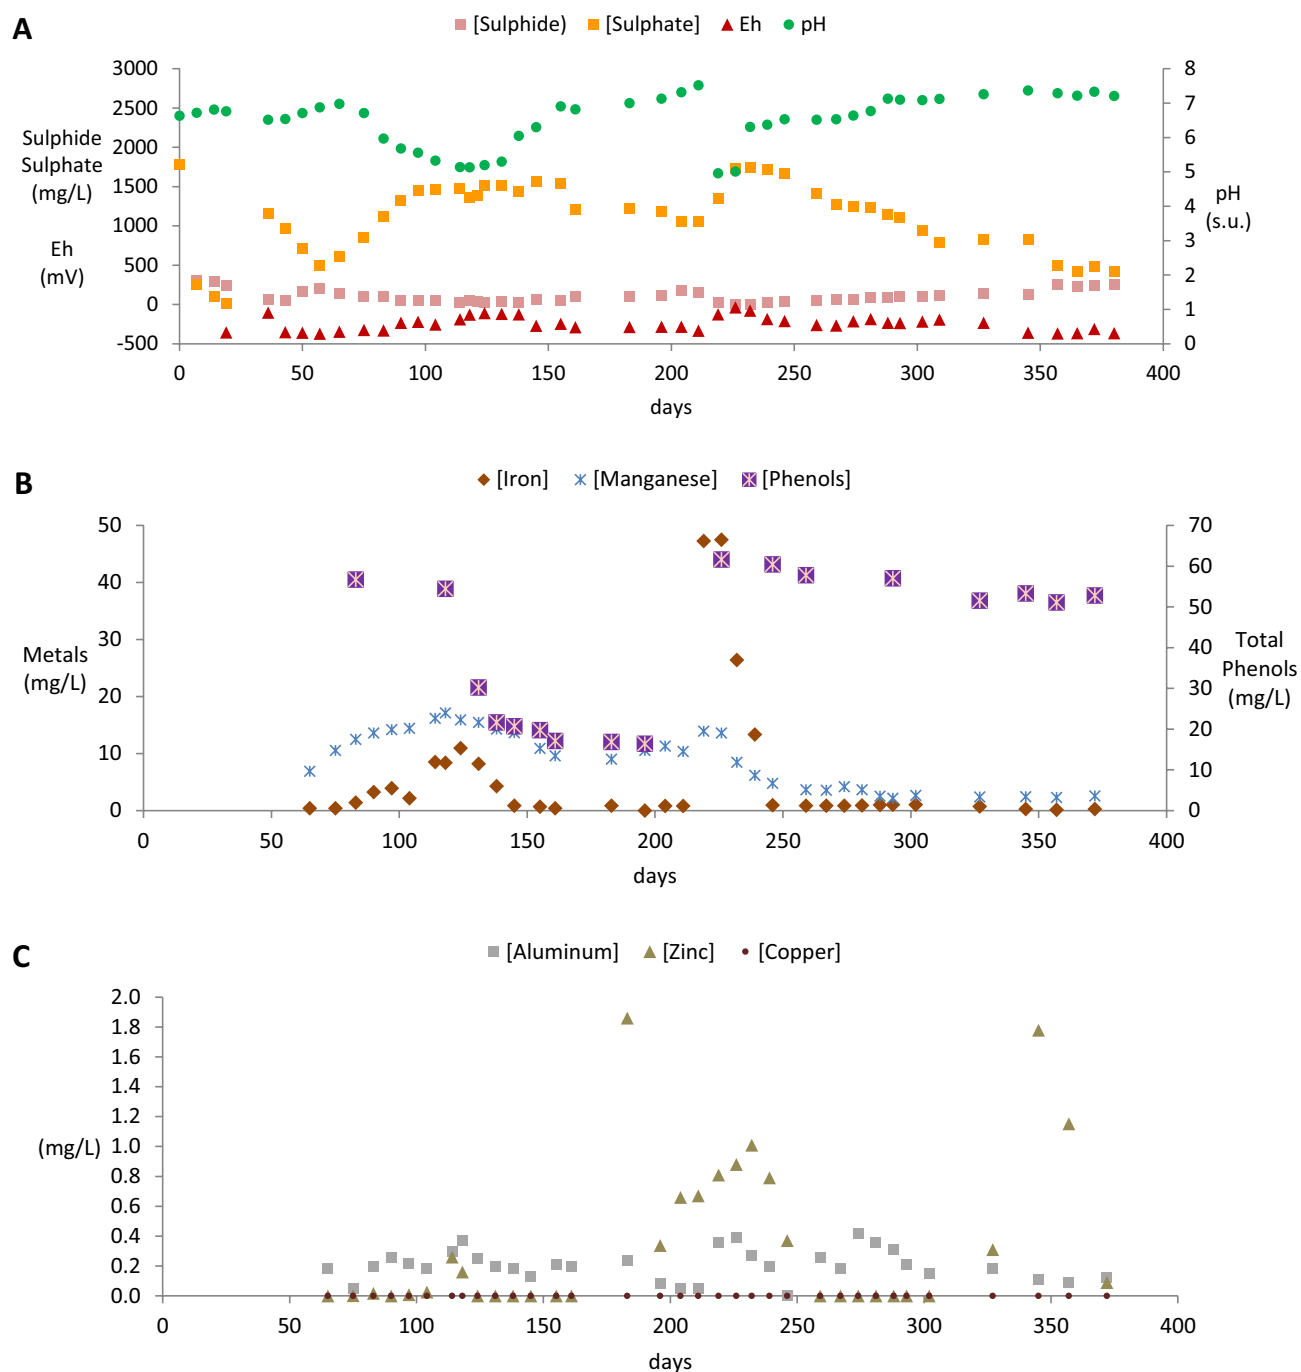 A
[Sulphide) [Sulphate] Eh pH
3000
2500
2000
1500
1000
500
0
-500
Sulphide
Sulphate
(mg/L)
Eh
(mV)
8
7
6
5
4
3
2
1
0
pH
(s.u.)
0 50 100 150 200 250 300 350 400
days
B
[Iron] [Manganese] [Phenols]
50
40
30
20
10
0
Metals
(mg/L)
70
60
50
40
30
20
10
0
Total
Phenols
(mg/L)
0 50 100 150 200 250 300 350 400
days
C
[Aluminum] [Zinc] [Copper]
2.0
1.8
1.6
1.4
1.2
1.0
0.8
0.6
0.4
0.2
0.0
(mg/L)
0 50 100 150 200 250 300 350 400
days